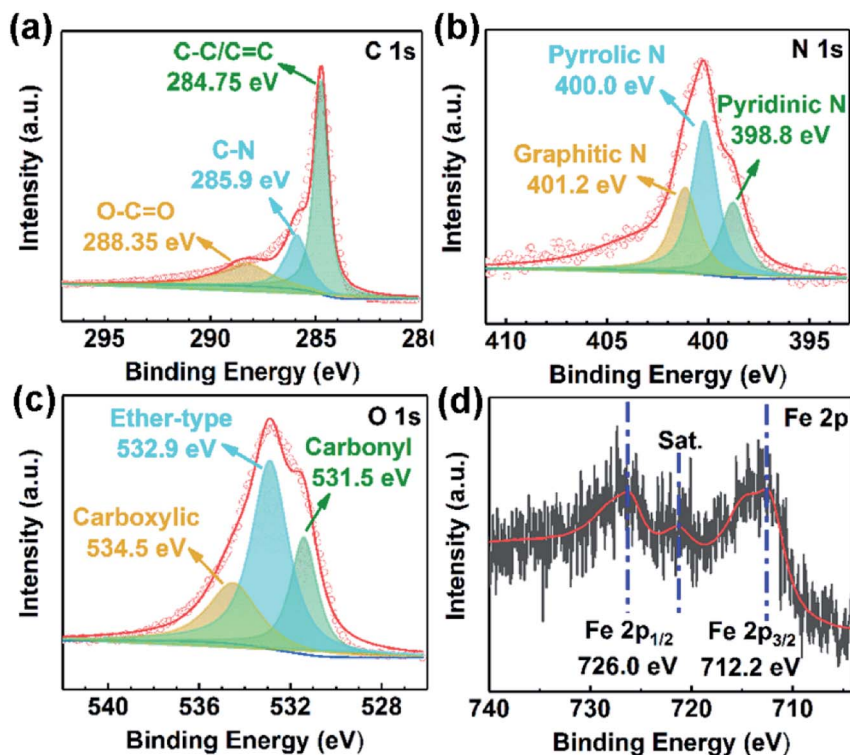 (a)
C 1s
C-C/C=C
284.75 eV
C-N
285.9 eV
O-C=O
288.35 eV
Intensity (a.u.)
295 290 285 280
Binding Energy (eV)
(b)
N 1s
Pyrrolic N
400.0 eV
Pyridinic N
398.8 eV
Graphitic N
401.2 eV
Intensity (a.u.)
410 405 400 395
Binding Energy (eV)
(c)
O 1s
Ether-type
532.9 eV
Carbonyl
531.5 eV
Carboxylic
534.5 eV
Intensity (a.u.)
540 536 532 528
Binding Energy (eV)
(d)
Fe 2p
Sat.
Fe 2p1/2
726.0 eV
Fe 2p3/2
712.2 eV
Intensity (a.u.)
740 730 720 710
Binding Energy (eV)